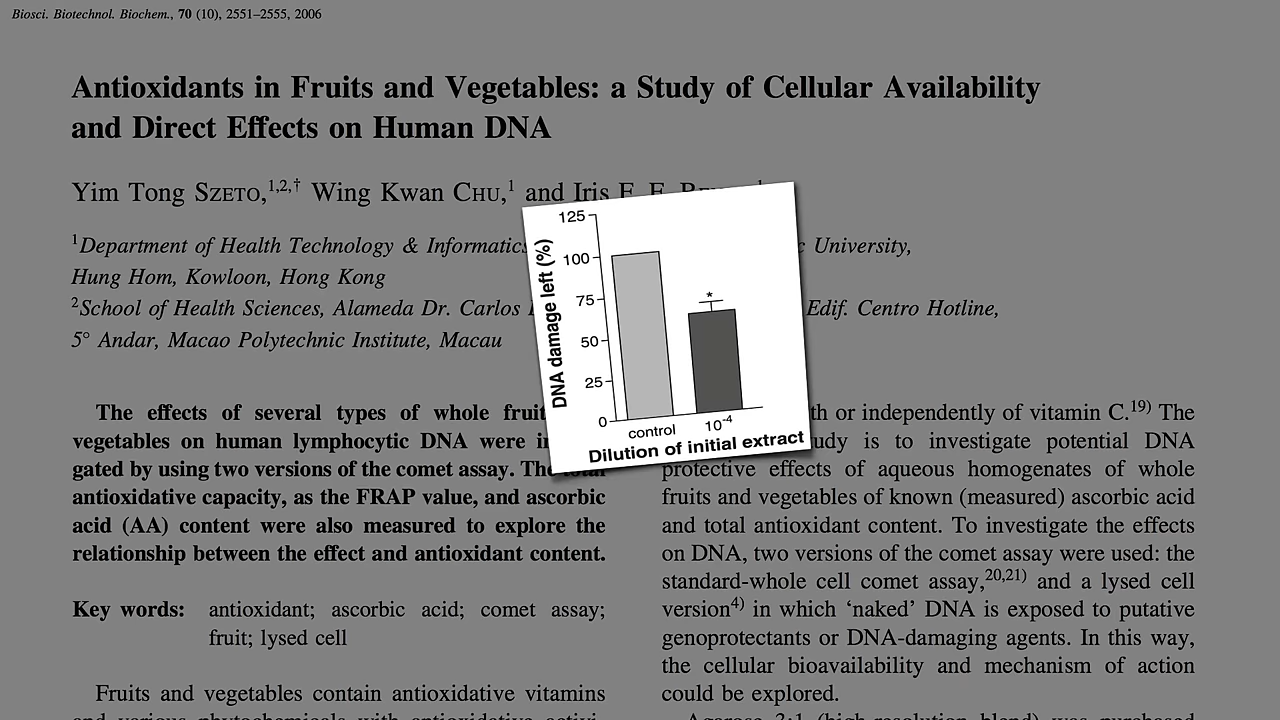 Biosci. Biotechnol. Biochem., 70 (10), 2551–2555, 2006
Antioxidants in Fruits and Vegetables: a Study of Cellular Availability
and Direct Effects on Human DNA
Yim Tong SZETO,1,2,† Wing Kwan CHU,1 and Iris F. F.
1Department of Health Technology & Informatics
University,
Hung Hom, Kowloon, Hong Kong
2School of Health Sciences, Alameda Dr. Carlos
Edif. Centro Hotline,
5° Andar, Macao Polytechnic Institute, Macau
125
100
75
50
25
0
DNA damage left (%)
*
control
10-4
Dilution of initial extract
The effects of several types of whole
vegetables on human lymphocytic DNA were
gated by using two versions of the comet assay. The
antioxidative capacity, as the FRAP value, and ascorbic
acid (AA) content were also measured to explore the
relationship between the effect and antioxidant content.
Key words: antioxidant; ascorbic acid; comet assay;
fruit; lysed cell
Fruits and vegetables contain antioxidative vitamins
or independently of vitamin C.19) The
is to investigate potential DNA
protective effects of aqueous homogenates of whole
fruits and vegetables of known (measured) ascorbic acid
and total antioxidant content. To investigate the effects
on DNA, two versions of the comet assay were used: the
standard-whole cell comet assay,20,21) and a lysed cell
version4) in which ‘naked’ DNA is exposed to putative
genoprotectants or DNA-damaging agents. In this way,
the cellular bioavailability and mechanism of action
could be explored.
Agarose 3:1 (high-resolution blend) was purchased